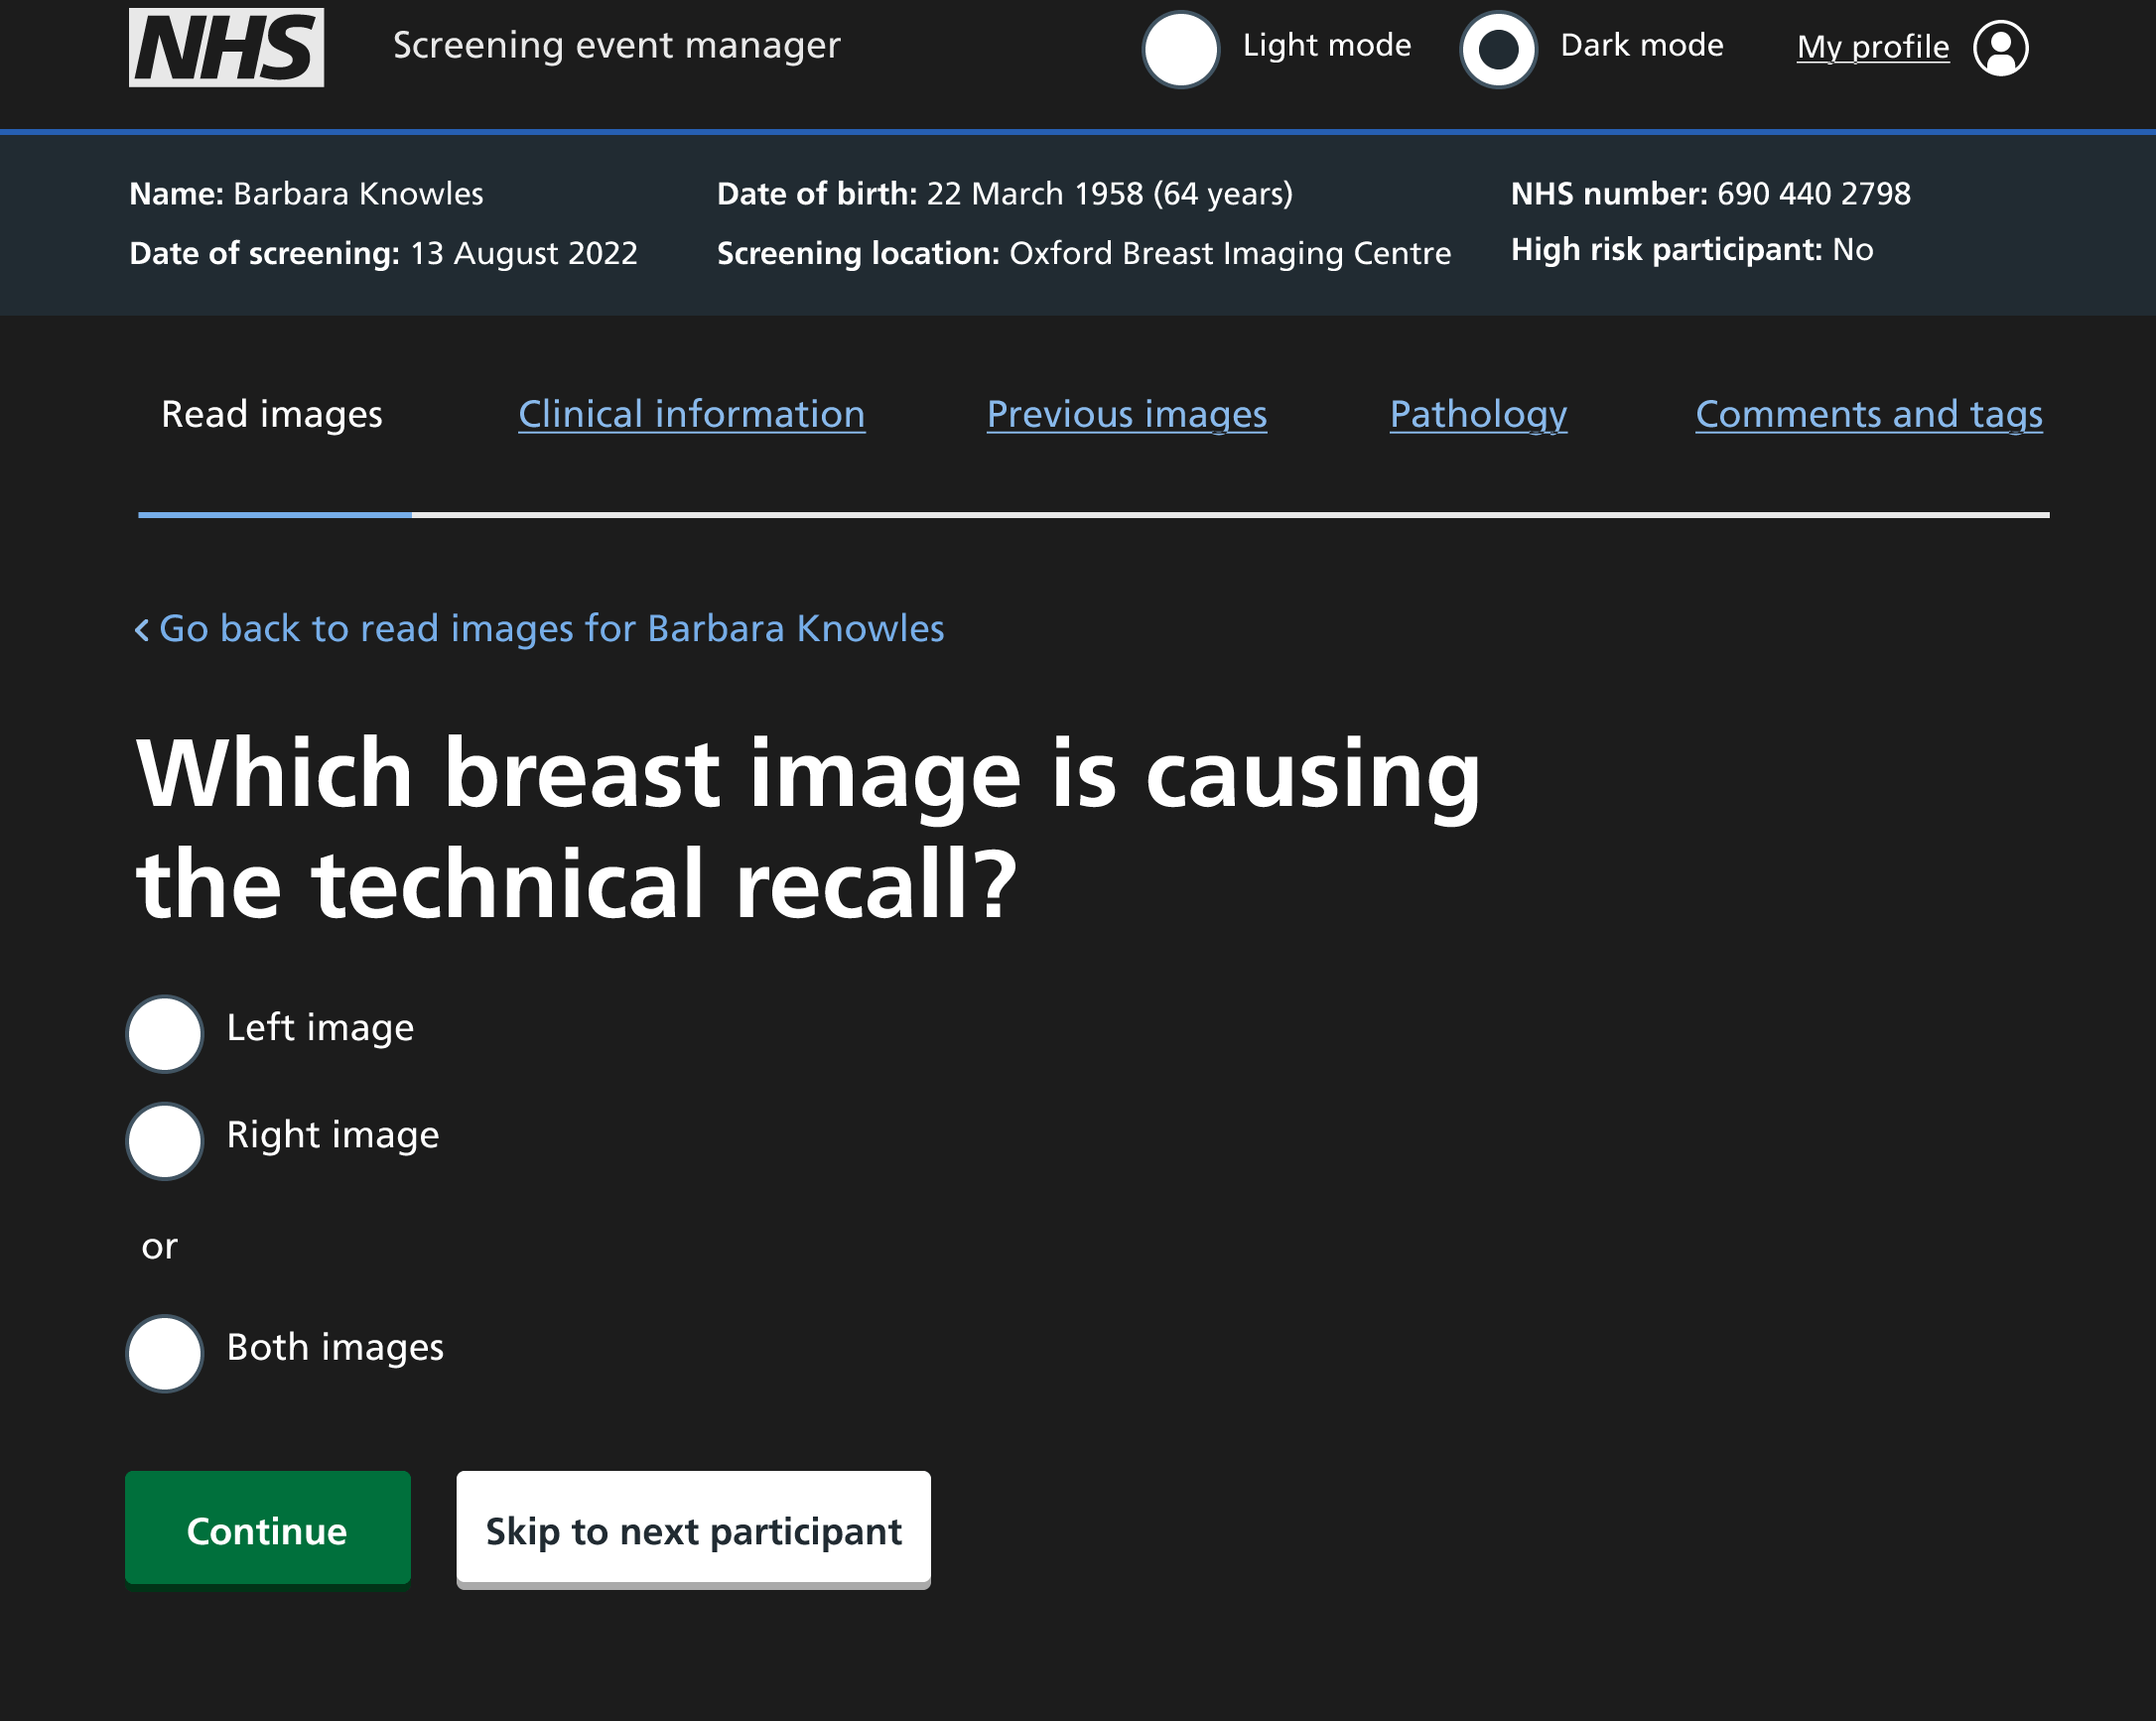 NHS Screening event manager Light mode Dark mode My profile
Name: Barbara Knowles Date of birth: 22 March 1958 (64 years) NHS number: 690 440 2798
Date of screening: 13 August 2022 Screening location: Oxford Breast Imaging Centre High risk participant: No
Read images Clinical information Previous images Pathology Comments and tags
Go back to read images for Barbara Knowles
Which breast image is causing
the technical recall?
Left image
Right image
or
Both images
Continue Skip to next participant